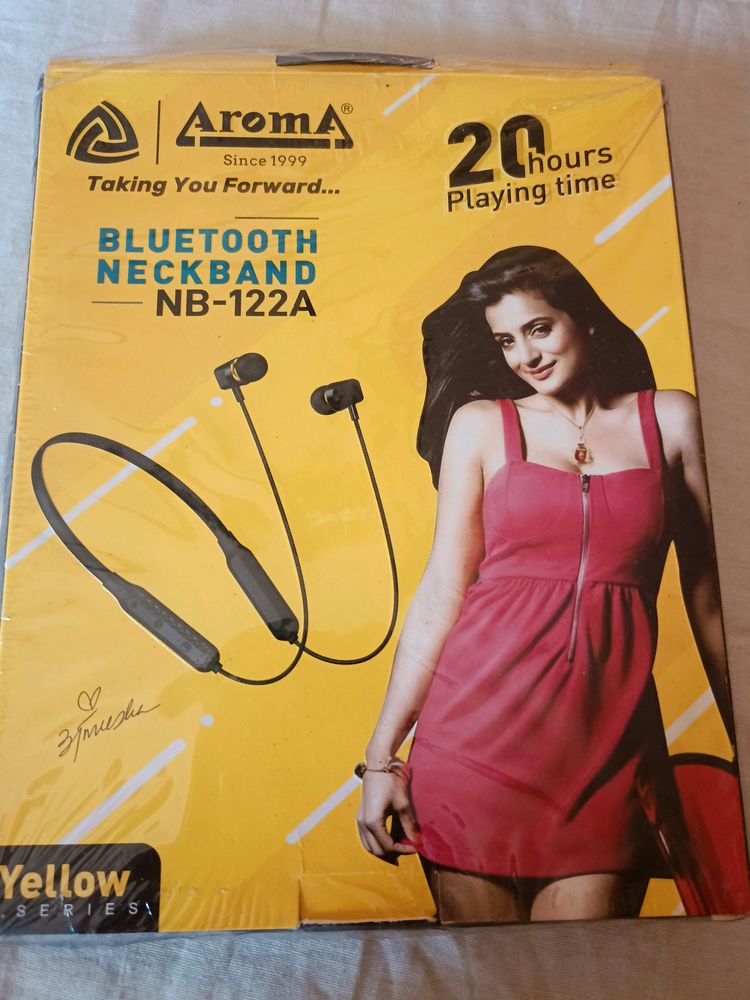 AromA®
Since 1999
Taking You Forward...
20 hours
Playing time
BLUETOOTH
NECKBAND
NB-122A
Yellow
SERIES